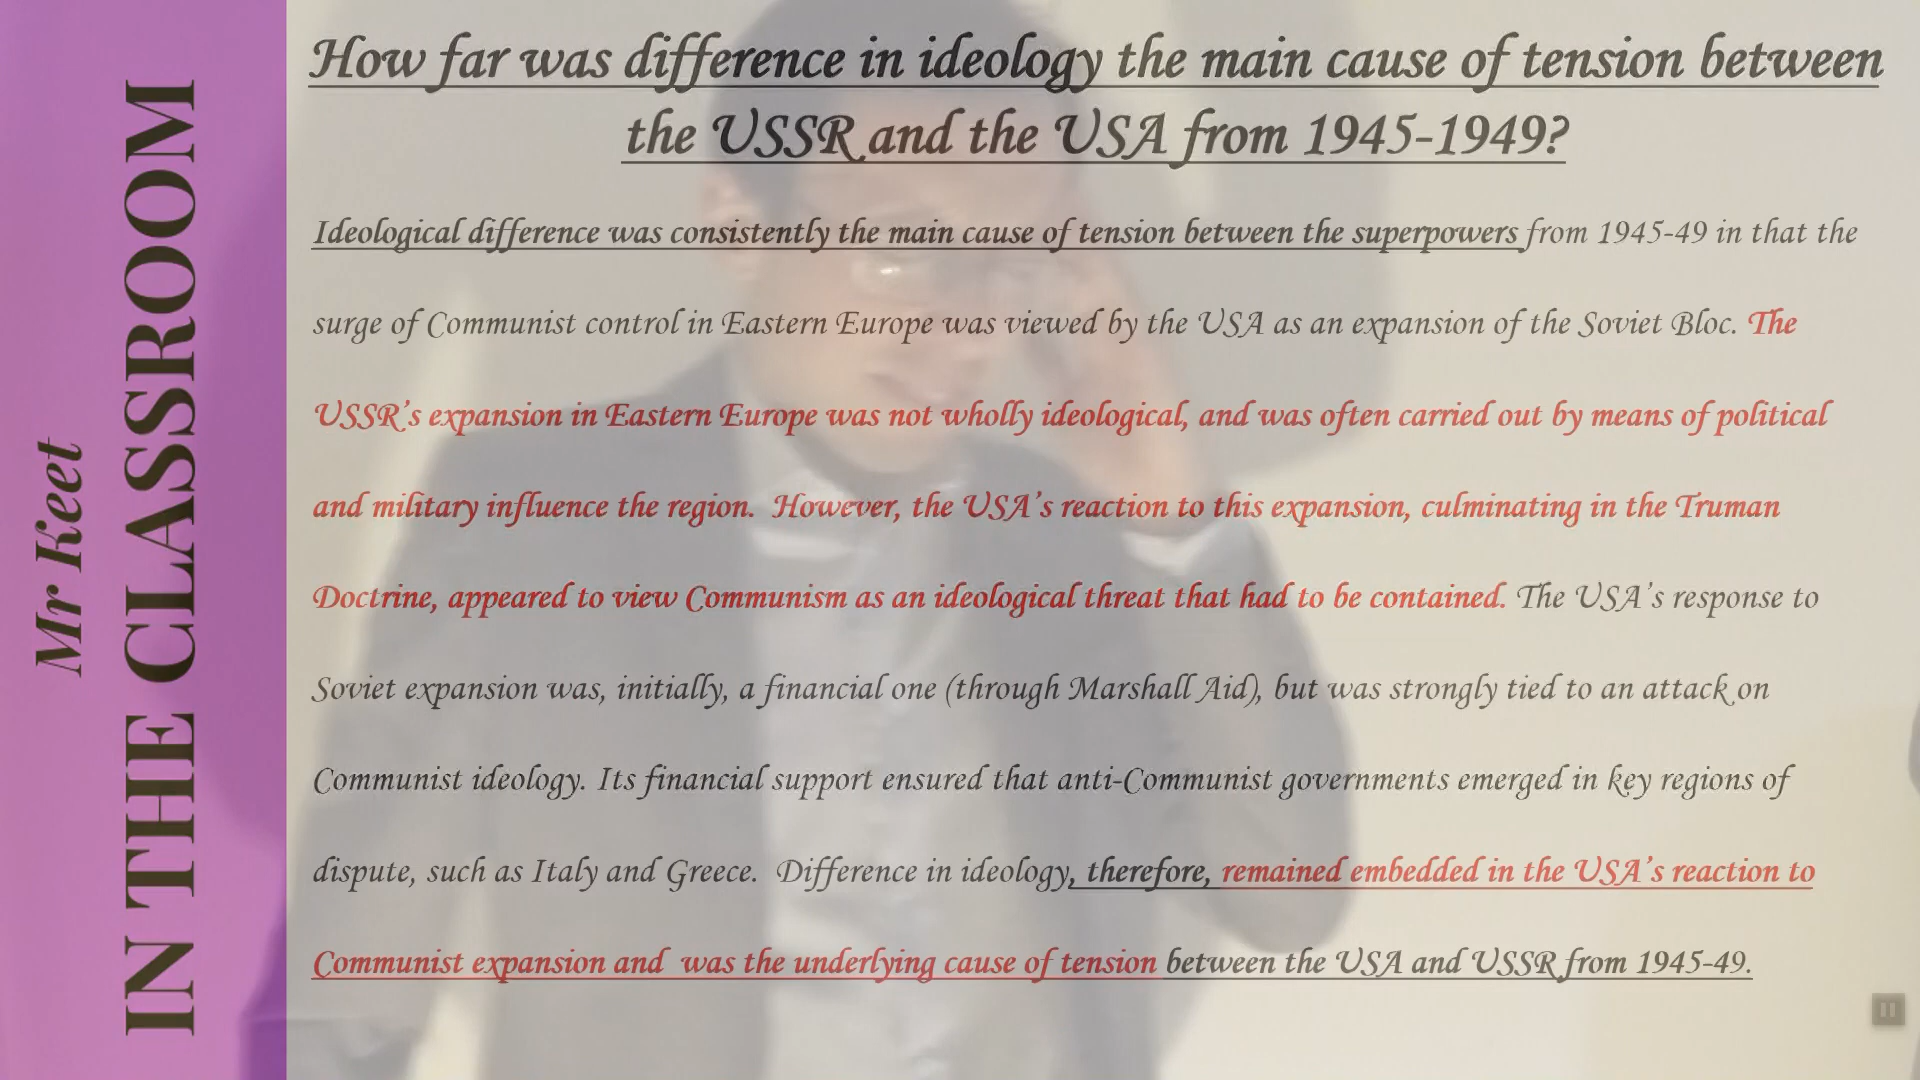 Mr Keet
IN THE CLASSROOM
How far was difference in ideology the main cause of tension between
the USSR and the USA from 1945-1949?
Ideological difference was consistently the main cause of tension between the superpowers from 1945-49 in that the
surge of Communist control in Eastern Europe was viewed by the USA as an expansion of the Soviet Bloc. The
USSR's expansion in Eastern Europe was not wholly ideological, and was often carried out by means of political
and military influence the region.  However, the USA's reaction to this expansion, culminating in the Truman
Doctrine, appeared to view Communism as an ideological threat that had to be contained. The USA's response to
Soviet expansion was, initially, a financial one (through Marshall Aid), but was strongly tied to an attack on
Communist ideology. Its financial support ensured that anti-Communist governments emerged in key regions of
dispute, such as Italy and Greece.  Difference in ideology, therefore, remained embedded in the USA's reaction to
Communist expansion and  was the underlying cause of tension between the USA and USSR from 1945-49.